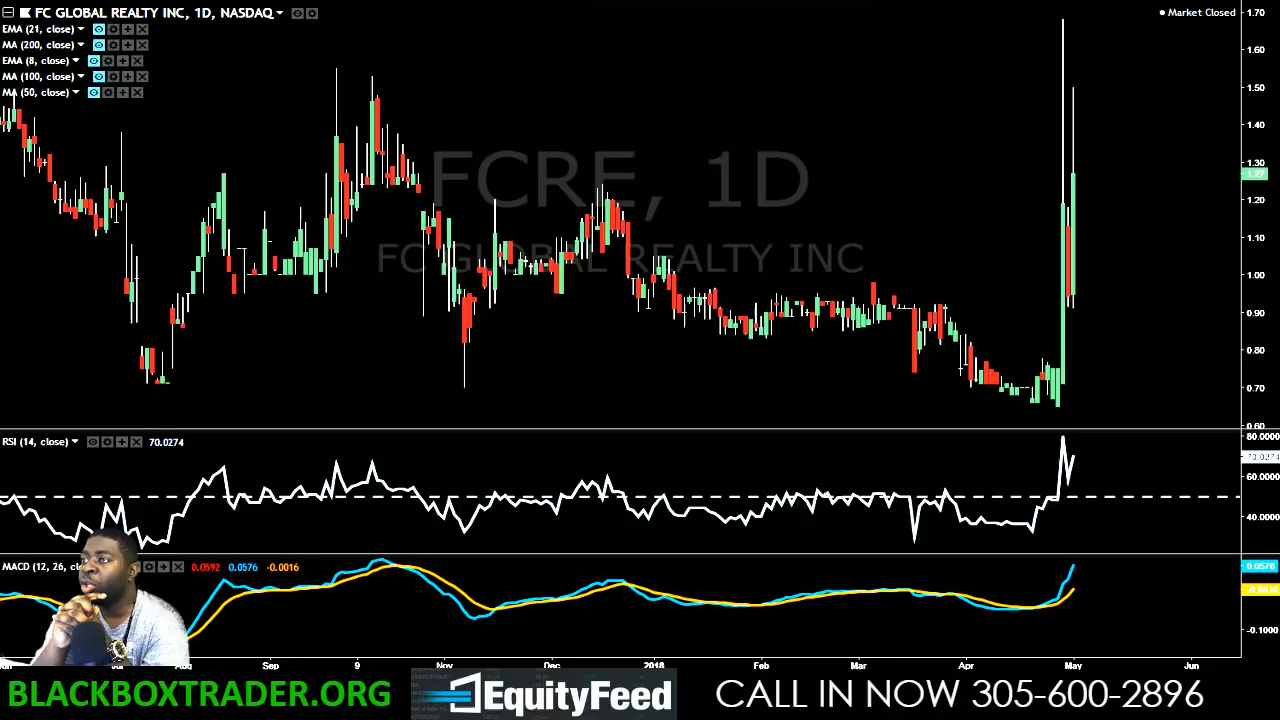 FC GLOBAL REALTY INC, 1D, NASDAQ
Market Closed
EMA (21, close)
MA (200, close)
EMA (8, close)
MA (100, close)
MA (50, close)
1.70
1.60
1.50
1.40
1.30
1.27
1.20
1.10
1.00
0.90
0.80
0.70
0.60
FCRE, 1D
FC GLOBAL REALTY INC
RSI (14, close) 70.0274
80.0000
70.0274
60.0000
40.0000
MACD (12, 26, 0.0592 0.0576 -0.0016
0.0576
-0.1000
Aug Sep 9 Nov Dec 2018 Feb Mar Apr May Jun
BLACKBOXTRADER.ORG
EquityFeed
CALL IN NOW 305-600-2896